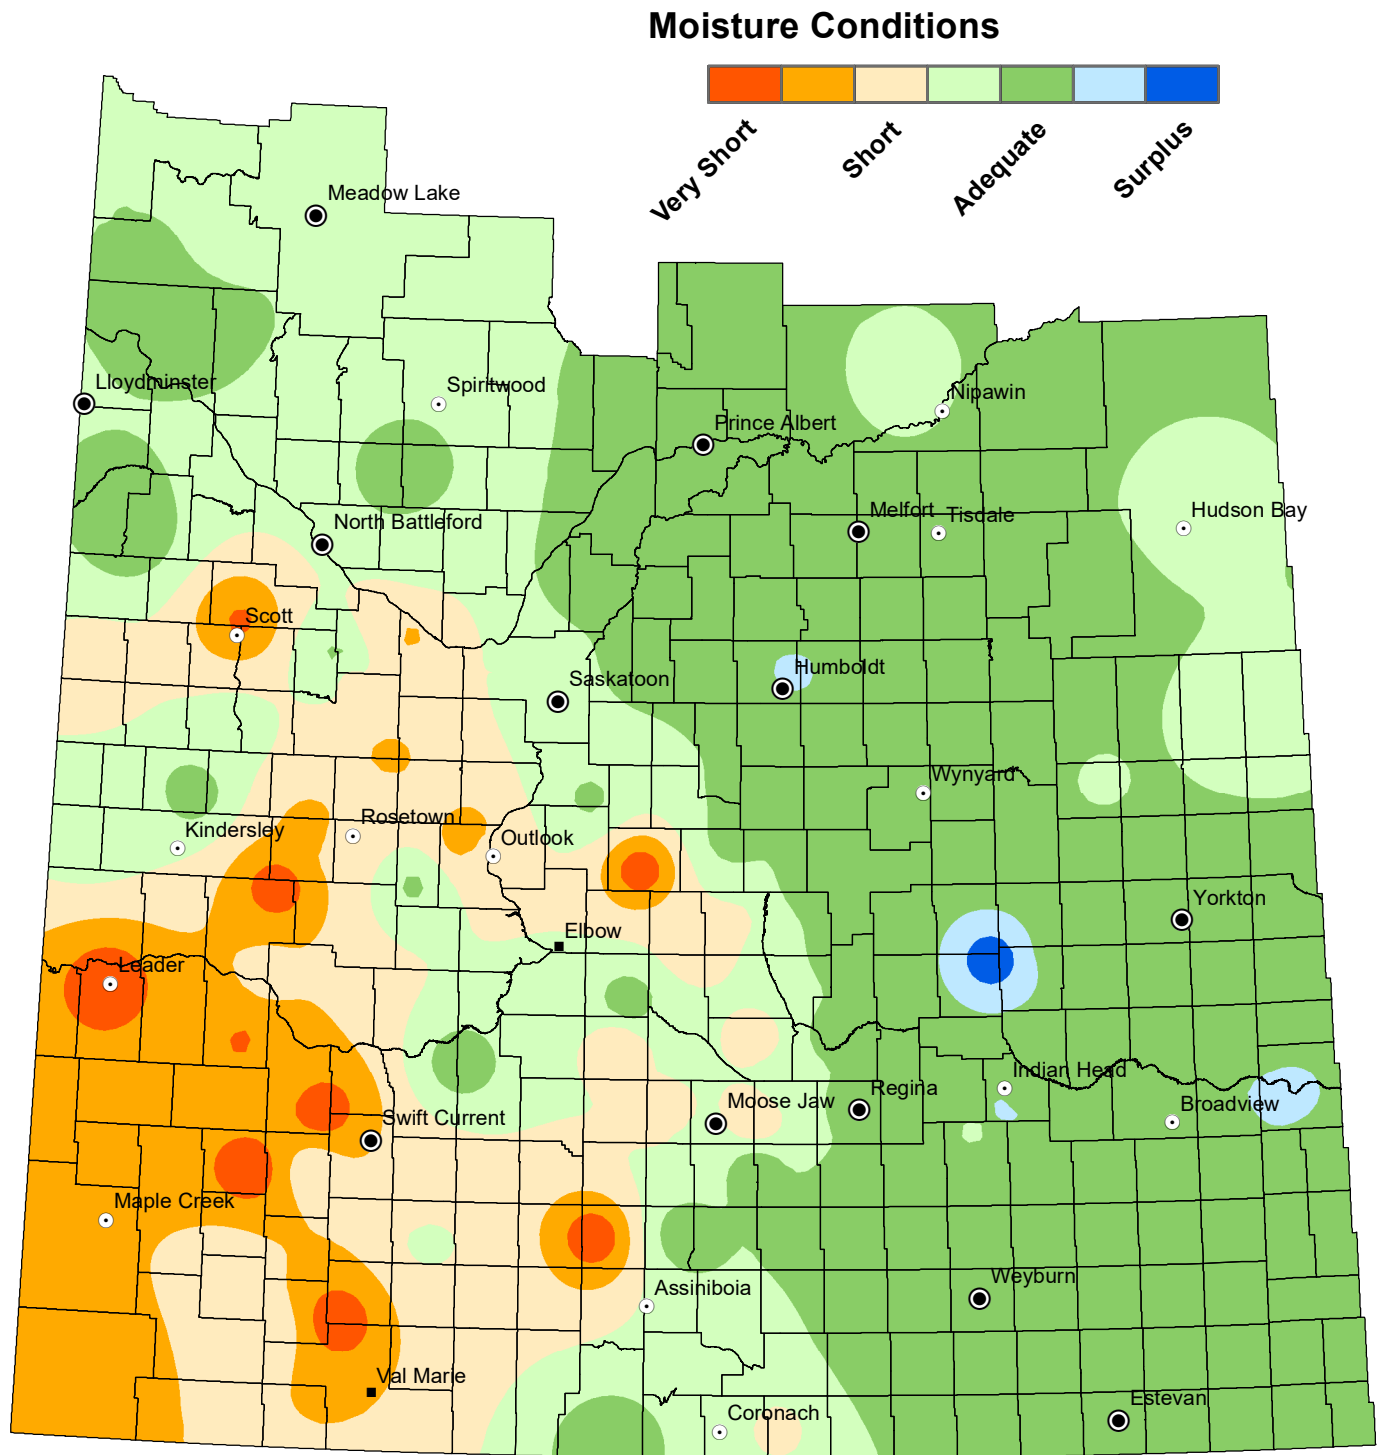 Moisture Conditions
Very Short
Short
Adequate
Surplus
Meadow Lake
Lloydminster
Spiritwood
Nipawin
Prince Albert
Hudson Bay
Melfort
Tisdale
North Battleford
Scott
Humboldt
Saskatoon
Wynyard
Rosetown
Kindersley
Outlook
Yorkton
Elbow
Leader
Indian Head
Regina
Moose Jaw
Broadview
Swift Current
Maple Creek
Weyburn
Assiniboia
Val Marie
Estevan
Coronach